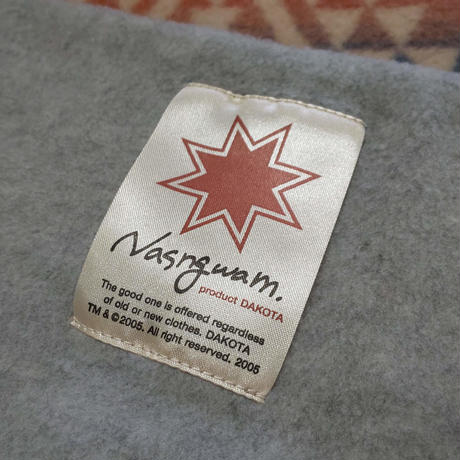 Nasngwam.
product DAKOTA
The good one is offered regardless
of old or new clothes. DAKOTA
TM & ©2005. All right reserved. 2005